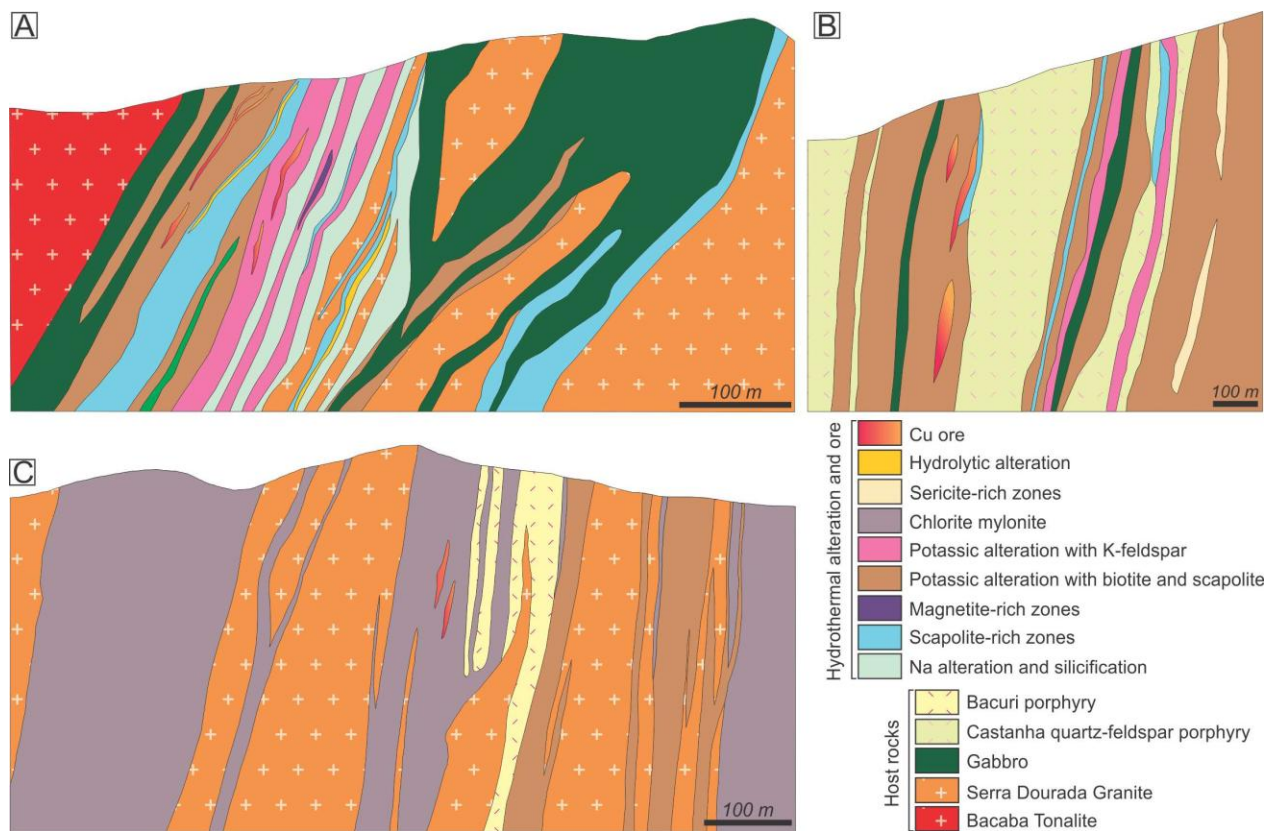 A
B
100 m
100 m
C
100 m
Hydrothermal alteration and ore
Cu ore
Hydrolytic alteration
Sericite-rich zones
Chlorite mylonite
Potassic alteration with K-feldspar
Potassic alteration with biotite and scapolite
Magnetite-rich zones
Scapolite-rich zones
Na alteration and silicification
Host rocks
Bacuri porphyry
Castanha quartz-feldspar porphyry
Gabbro
Serra Dourada Granite
Bacaba Tonalite